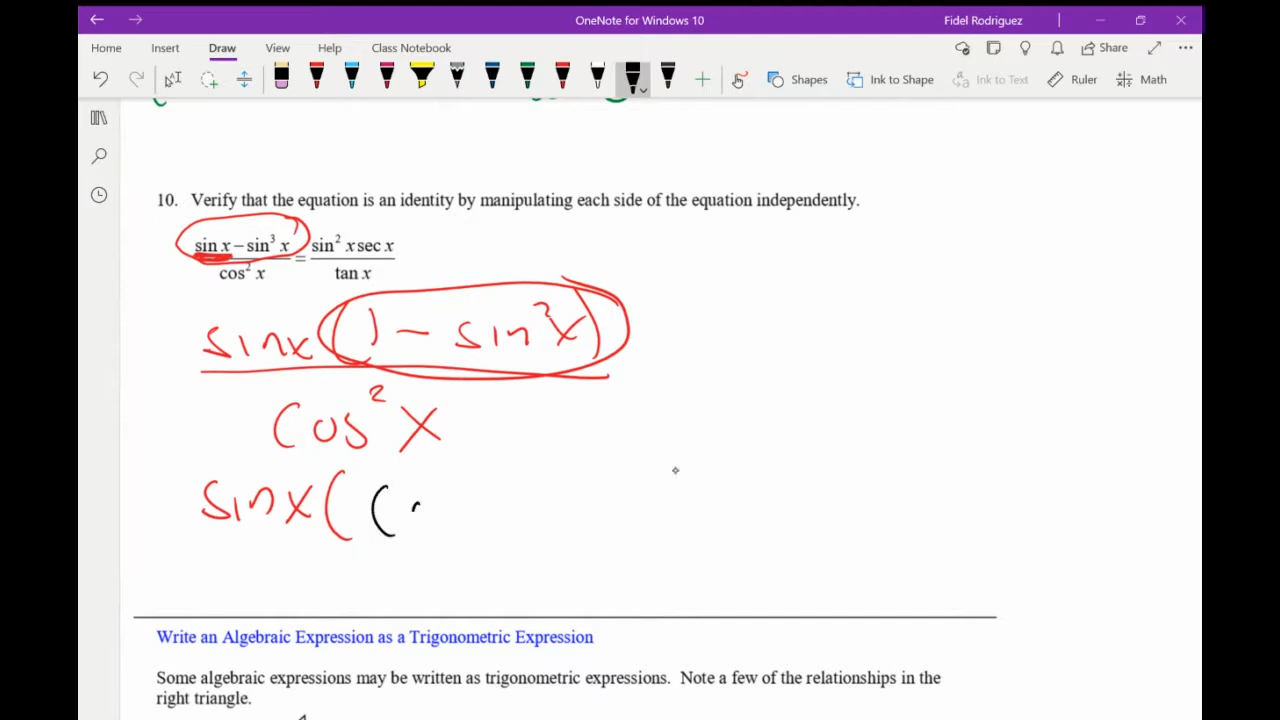 OneNote for Windows 10
Fidel Rodriguez
Home Insert Draw View Help Class Notebook Share
Shapes Ink to Shape Ink to Text Ruler Math
10. Verify that the equation is an identity by manipulating each side of the equation independently.
sin x − sin³ x / cos² x = sin² x sec x / tan x
sinx(1 − sin²x)
cos² x
sinx( (
Write an Algebraic Expression as a Trigonometric Expression
Some algebraic expressions may be written as trigonometric expressions. Note a few of the relationships in the
right triangle.